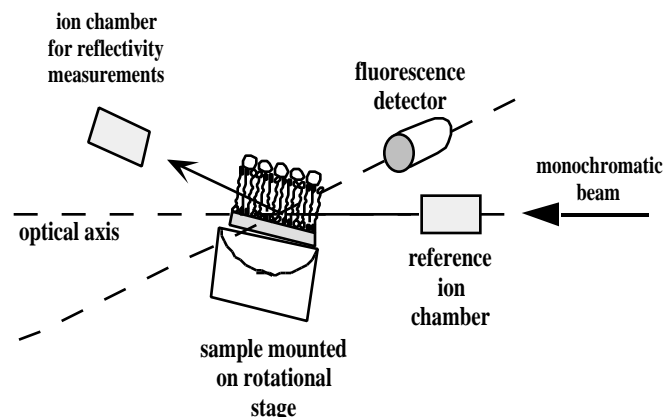 ion chamber
for reflectivity
measurements
fluorescence
detector
monochromatic
beam
optical axis
reference
ion
chamber
sample mounted
on rotational
stage